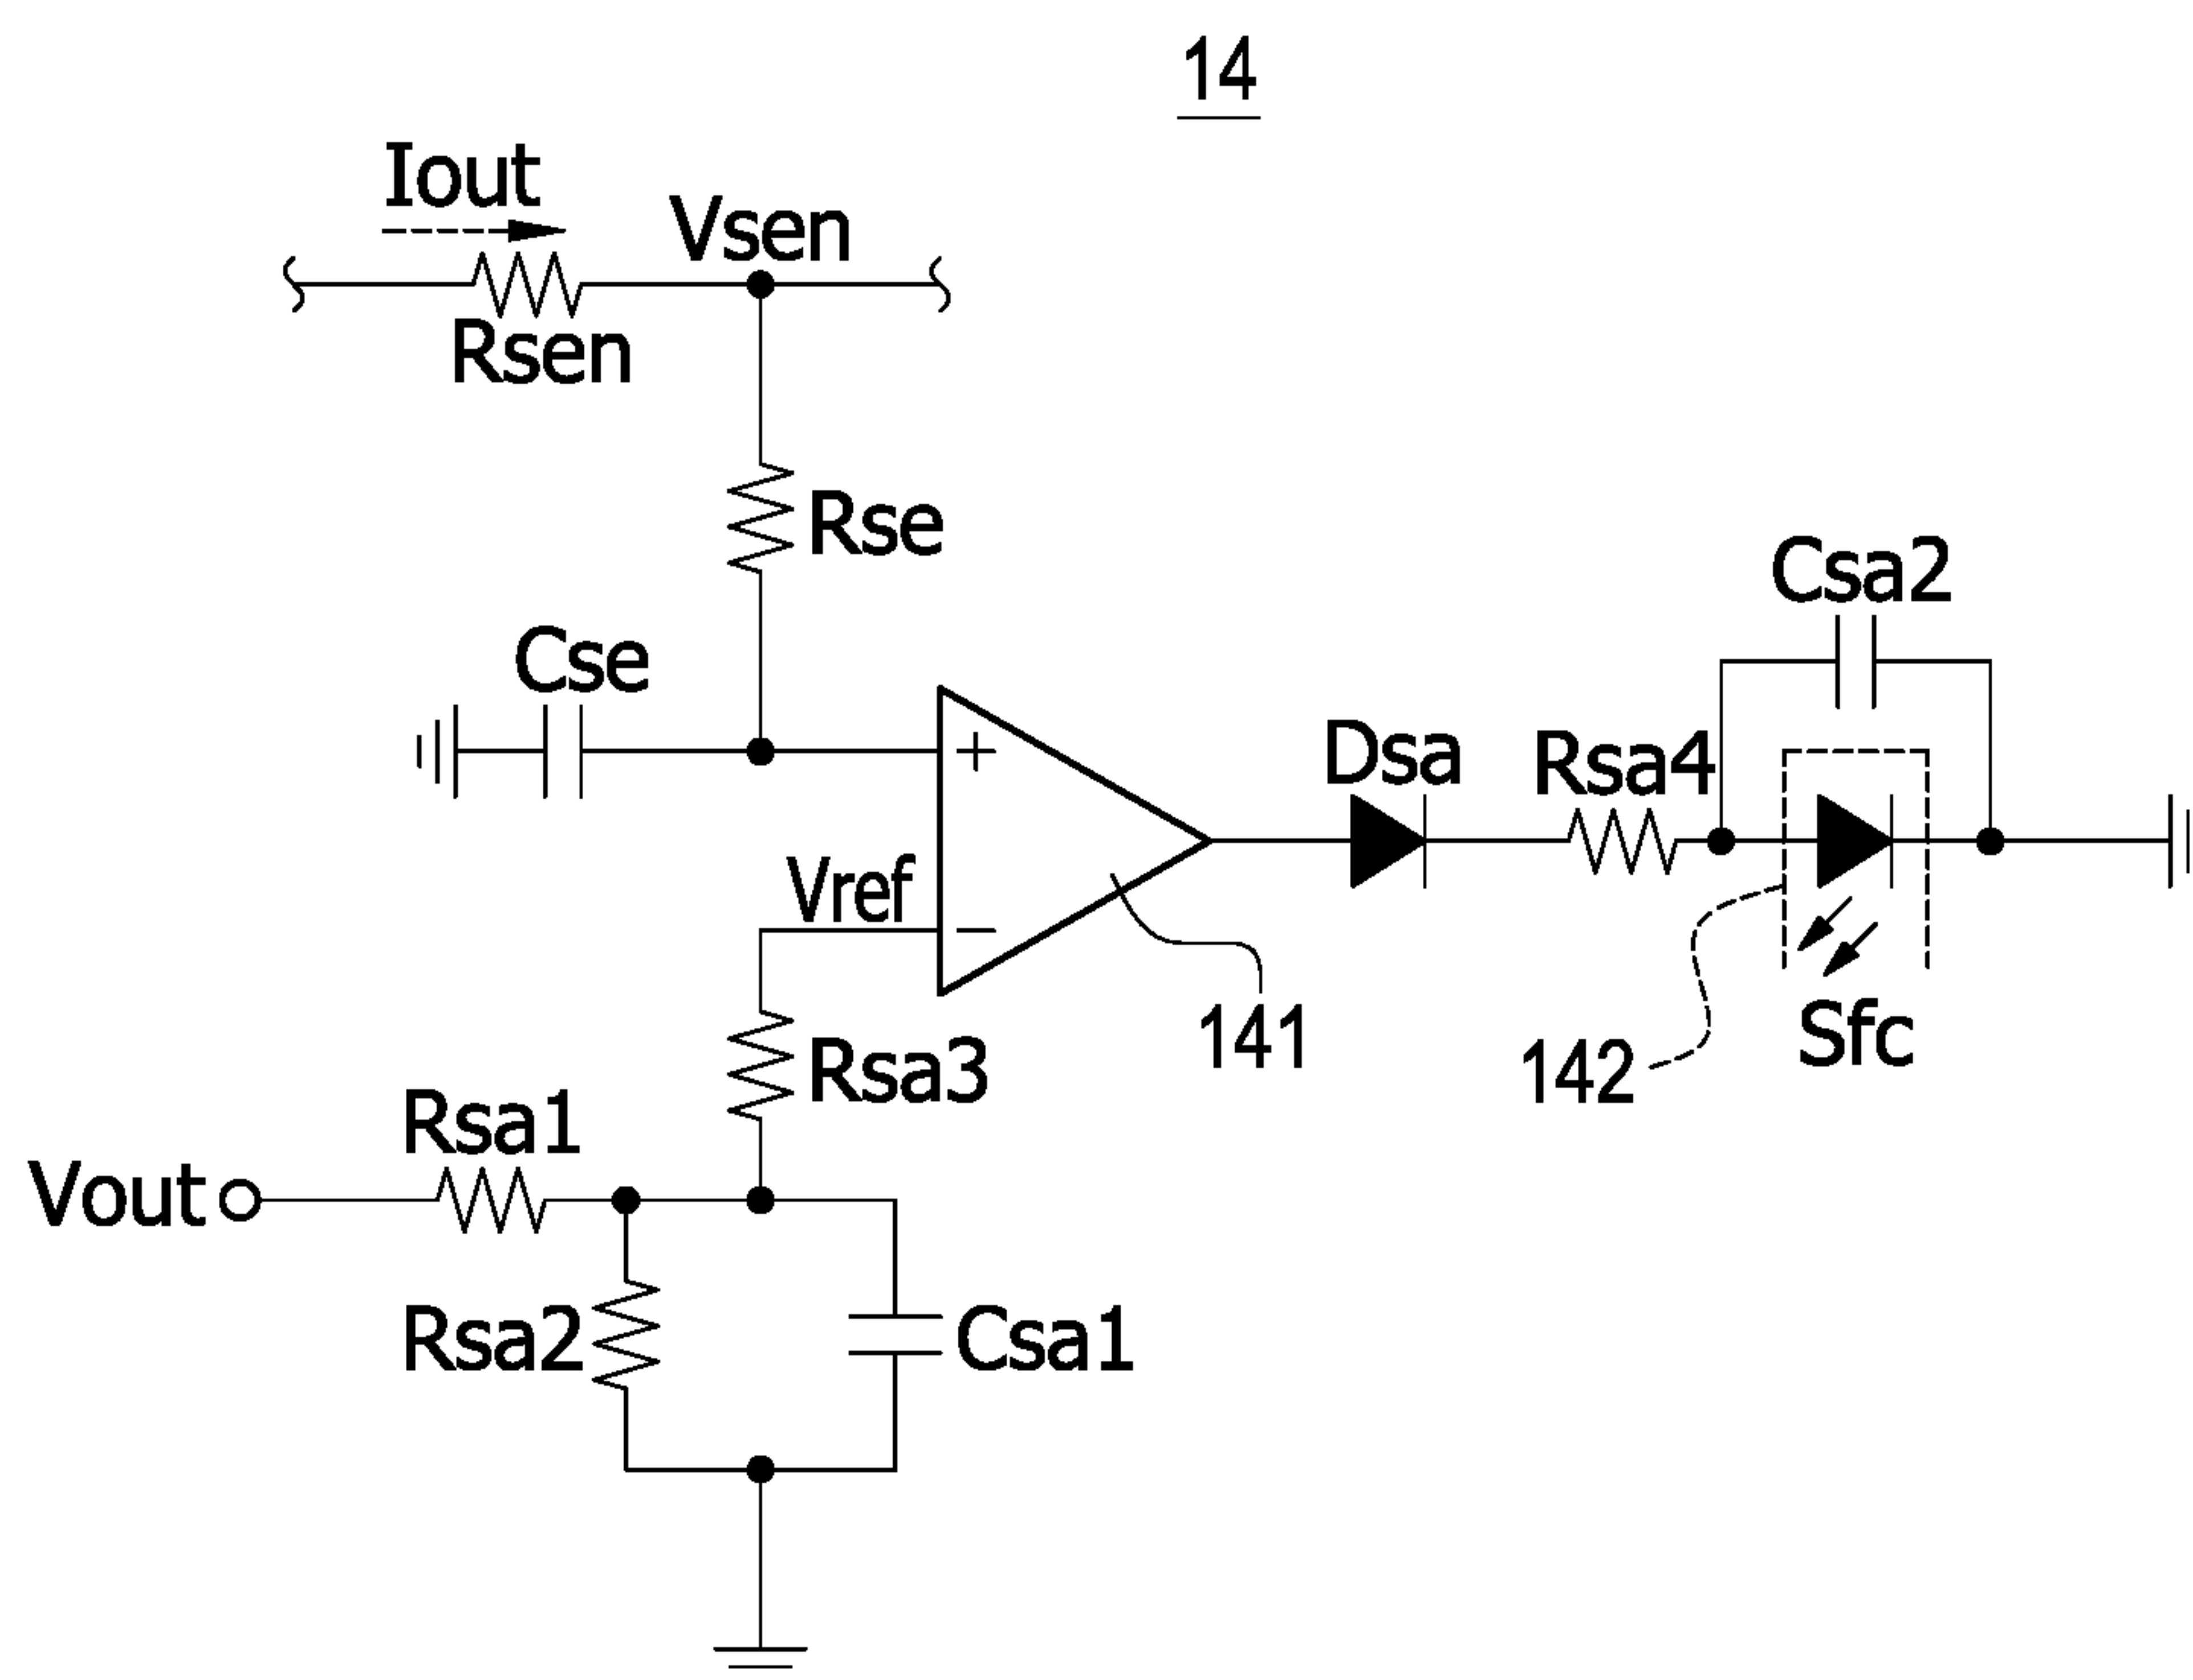 14
Iout
Vsen
Rsen
Rse
Csa2
Cse
+
Dsa
Rsa4
Vref
−
141
Sfc
142
Rsa3
Rsa1
Vout
Rsa2
Csa1